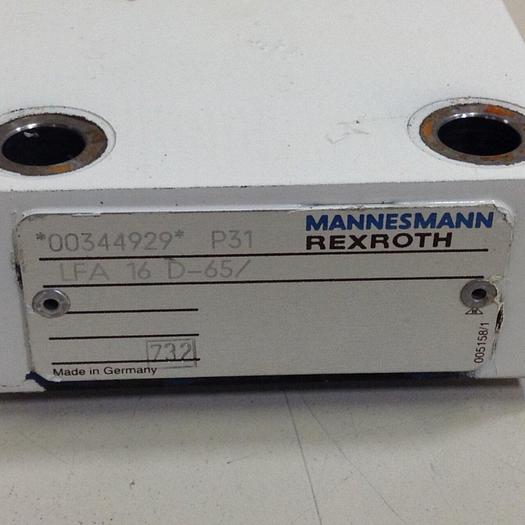 *00344929* P31
MANNESMANN
REXROTH
LFA 16 D-65/
732
Made in Germany
005158/1